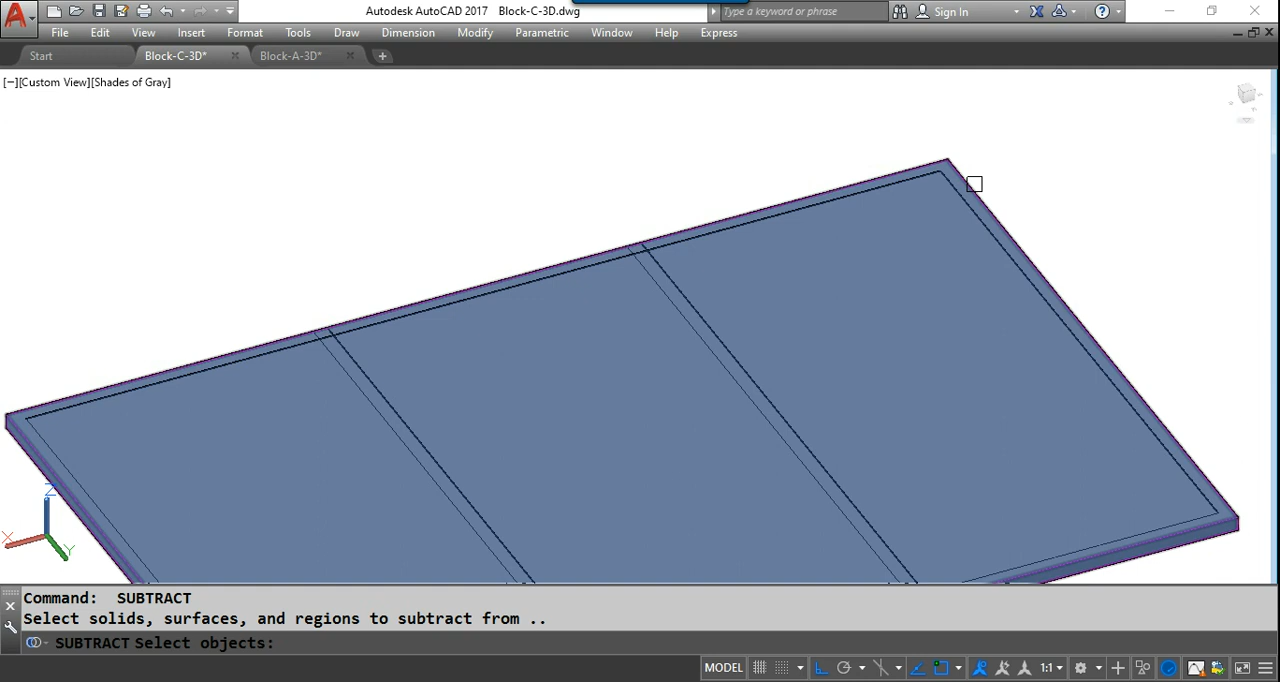 Autodesk AutoCAD 2017 Block-C-3D.dwg
Type a keyword or phrase
Sign In
File Edit View Insert Format Tools Draw Dimension Modify Parametric Window Help Express
Start Block-C-3D* Block-A-3D*
[−][Custom View][Shades of Gray]
Z
X
Y
Command: SUBTRACT
Select solids, surfaces, and regions to subtract from ..
SUBTRACT Select objects:
MODEL 1:1